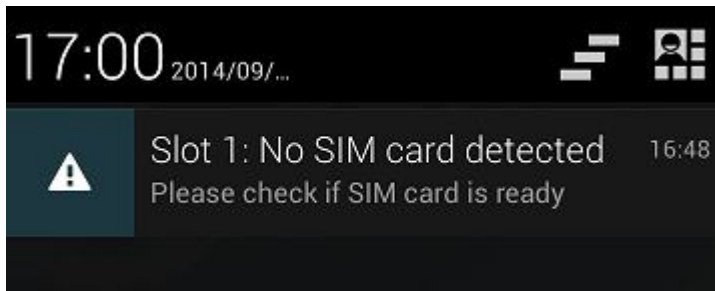 17:00 2014/09/...
Slot 1: No SIM card detected 16:48
Please check if SIM card is ready